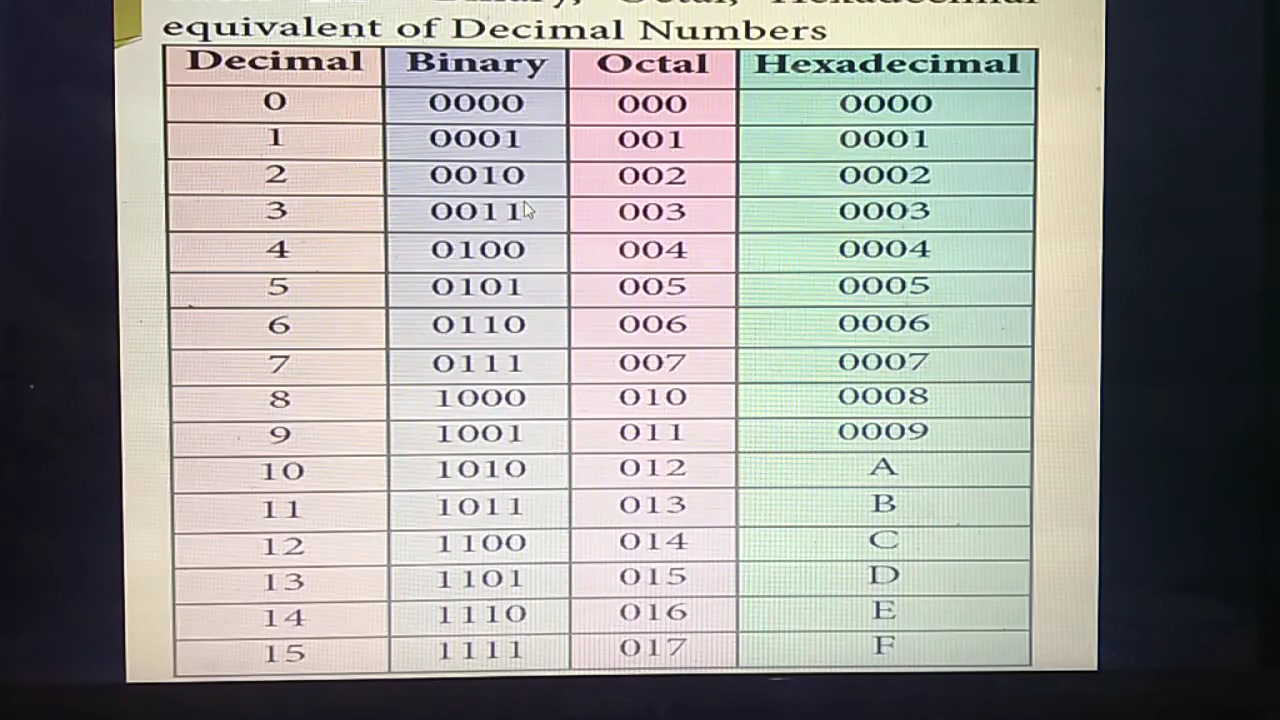 equivalent of Decimal Numbers
Decimal Binary Octal Hexadecimal
0 0000 000 0000
1 0001 001 0001
2 0010 002 0002
3 0011 003 0003
4 0100 004 0004
5 0101 005 0005
6 0110 006 0006
7 0111 007 0007
8 1000 010 0008
9 1001 011 0009
10 1010 012 A
11 1011 013 B
12 1100 014 C
13 1101 015 D
14 1110 016 E
15 1111 017 F